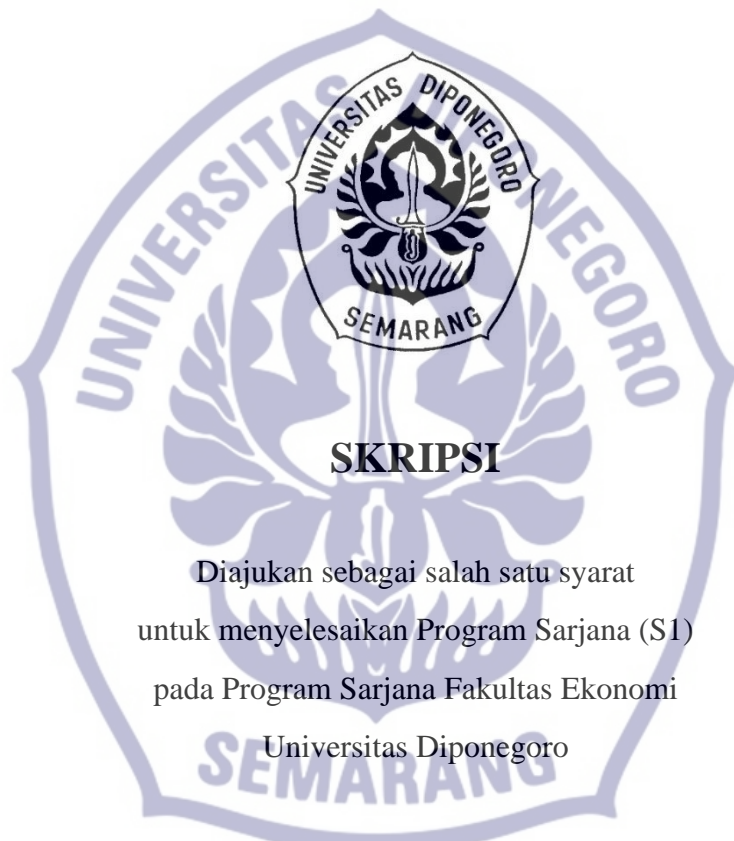 UNIVERSITAS DIPONEGORO
SEMARANG
UNIVERSITAS DIPONEGORO
SKRIPSI
Diajukan sebagai salah satu syarat
untuk menyelesaikan Program Sarjana (S1)
pada Program Sarjana Fakultas Ekonomi
Universitas Diponegoro
SEMARANG